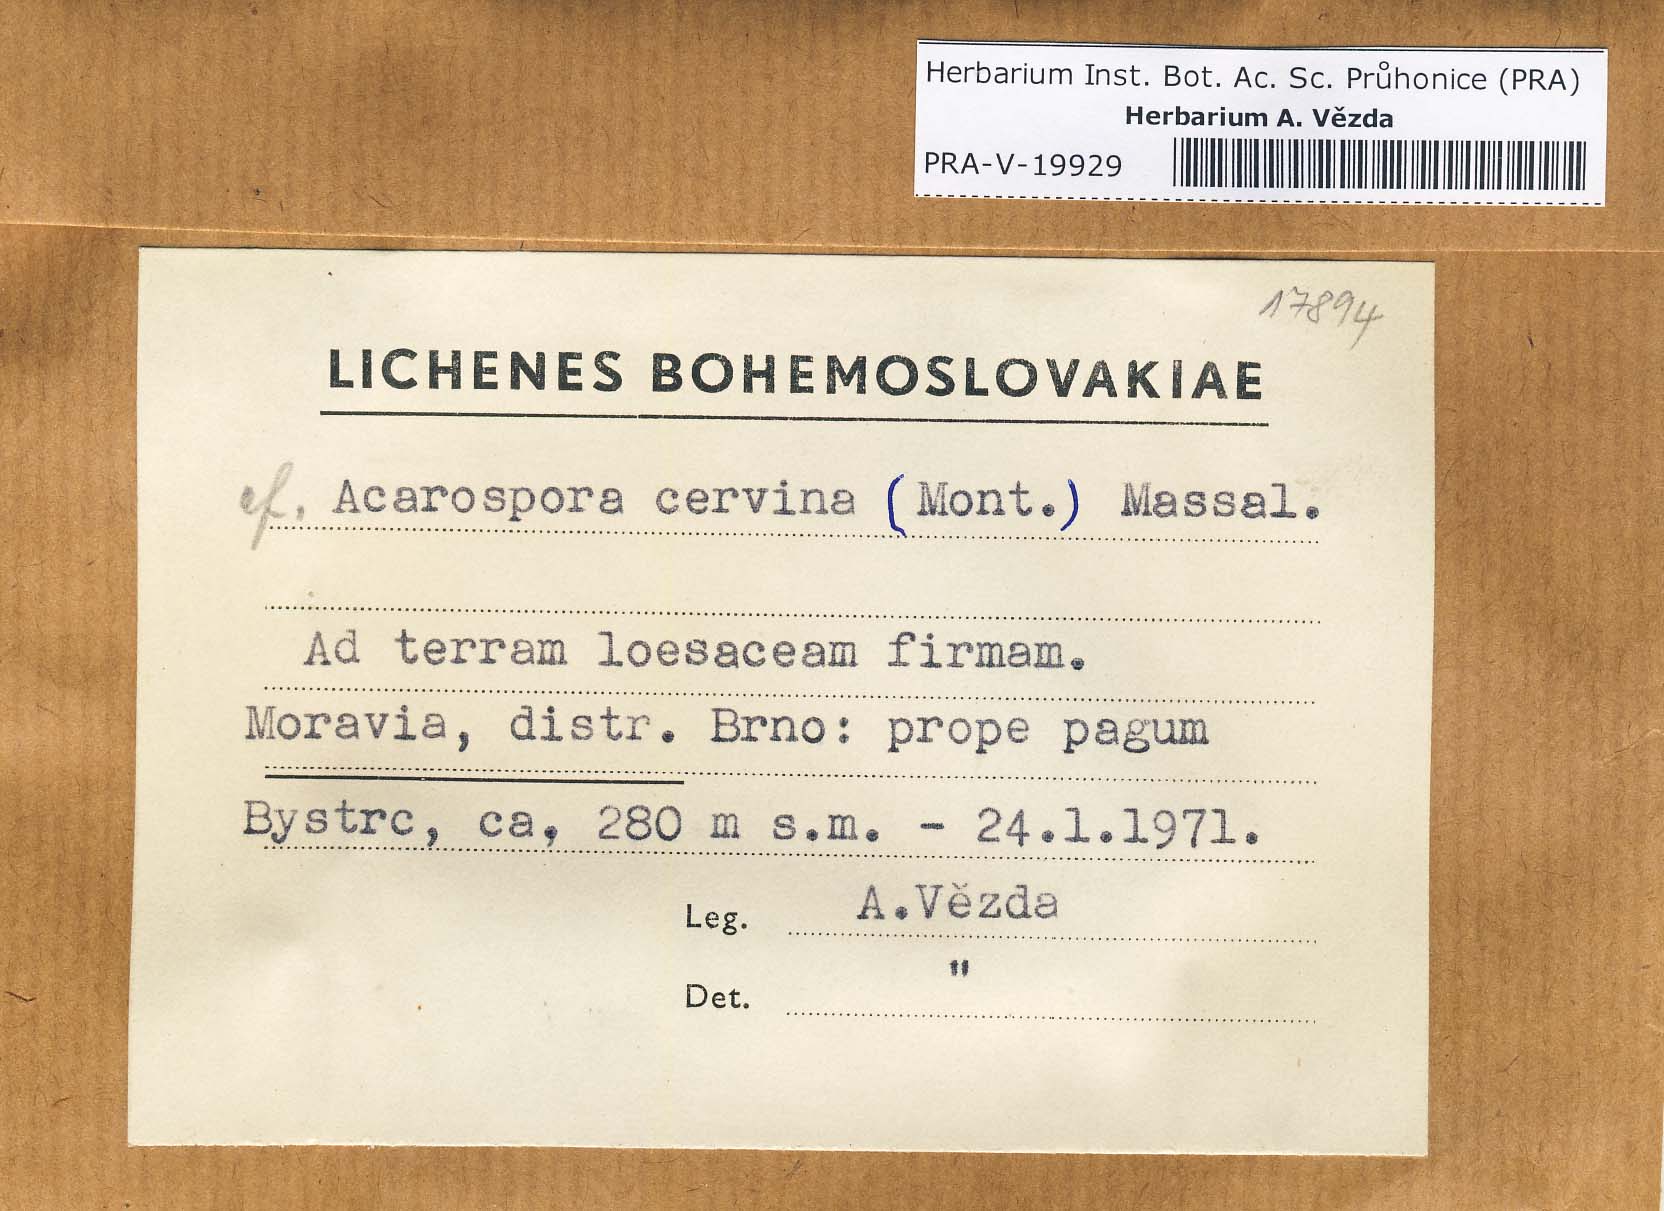 Herbarium Inst. Bot. Ac. Sc. Průhonice (PRA)
Herbarium A. Vězda
PRA-V-19929
17894
LICHENES BOHEMOSLOVAKIAE
cf. Acarospora cervina (Mont.) Massal.
Ad terram loesaceam firmam.
Moravia, distr. Brno: prope pagum
Bystrc, ca, 280 m s.m. - 24.1.1971.
Leg. A.Vězda
Det. "